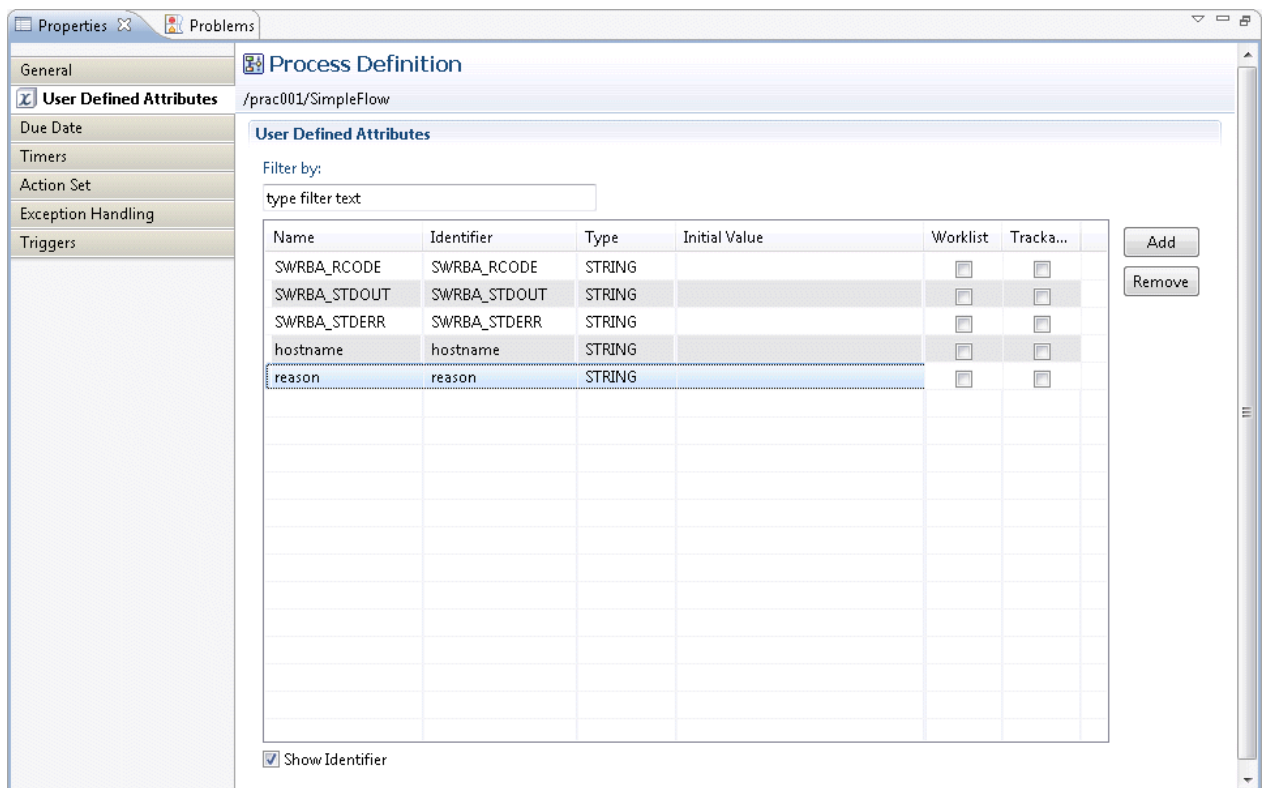 Properties Problems
General
User Defined Attributes
Due Date
Timers
Action Set
Exception Handling
Triggers
Process Definition
/prac001/SimpleFlow
User Defined Attributes
Filter by:
type filter text
Name Identifier Type Initial Value Worklist Tracka...
SWRBA_RCODE SWRBA_RCODE STRING
SWRBA_STDOUT SWRBA_STDOUT STRING
SWRBA_STDERR SWRBA_STDERR STRING
hostname hostname STRING
reason reason STRING
Add
Remove
Show Identifier